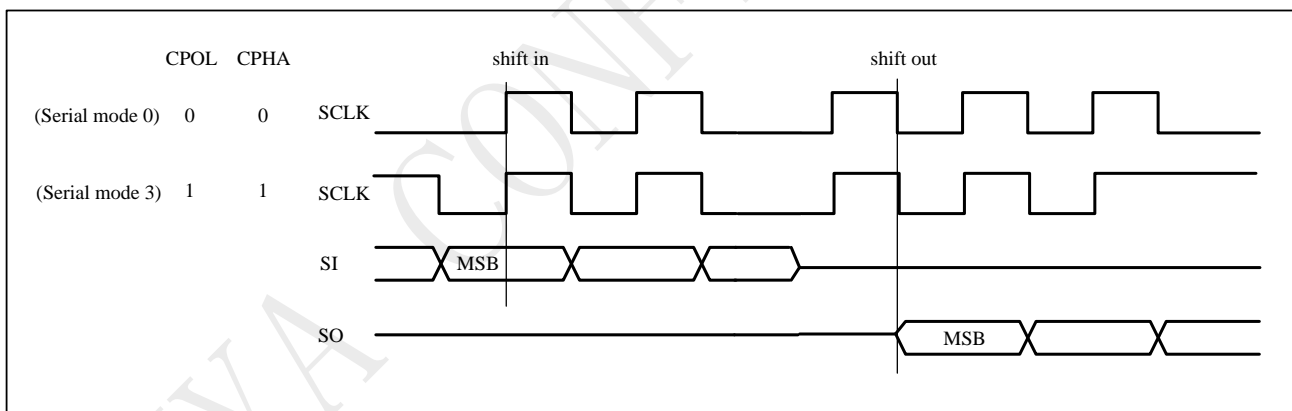 CPOL CPHA shift in shift out
(Serial mode 0) 0 0 SCLK
(Serial mode 3) 1 1 SCLK
SI MSB
SO MSB